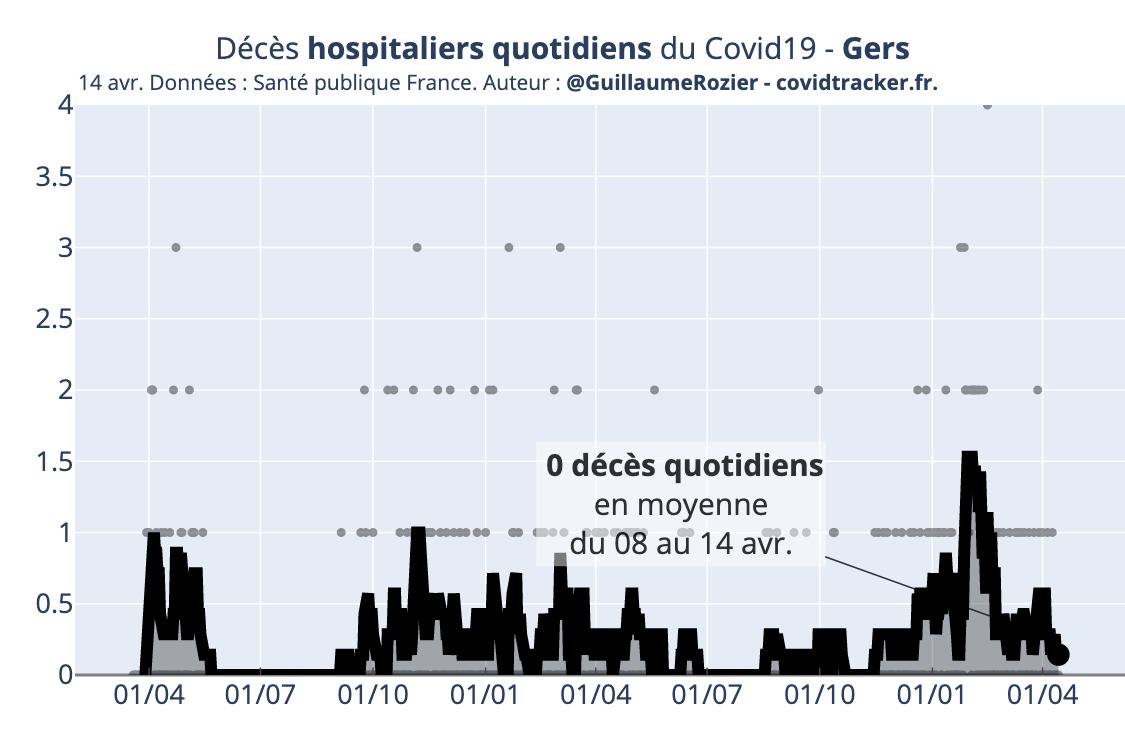 Décès hospitaliers quotidiens du Covid19 - Gers
14 avr. Données : Santé publique France. Auteur : @GuillaumeRozier - covidtracker.fr.
4
3.5
3
2.5
2
1.5
0 décès quotidiens
en moyenne
1
du 08 au 14 avr.
0.5
0
01/04 01/07 01/10 01/01 01/04 01/07 01/10 01/01 01/04